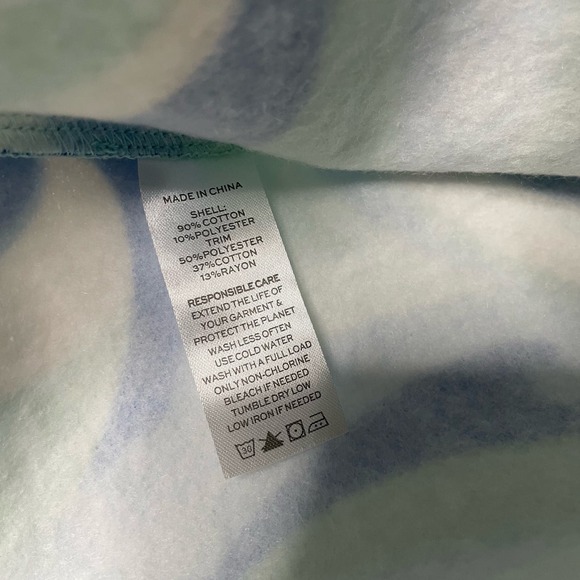 MADE IN CHINA
SHELL:
90%COTTON
10%POLYESTER
TRIM
50%POLYESTER
37%COTTON
13%RAYON
RESPONSIBLE CARE
EXTEND THE LIFE OF
YOUR GARMENT &
PROTECT THE PLANET
WASH LESS OFTEN
USE COLD WATER
WASH WITH A FULL LOAD
ONLY NON-CHLORINE
BLEACH IF NEEDED
TUMBLE DRY LOW
LOW IRON IF NEEDED
30